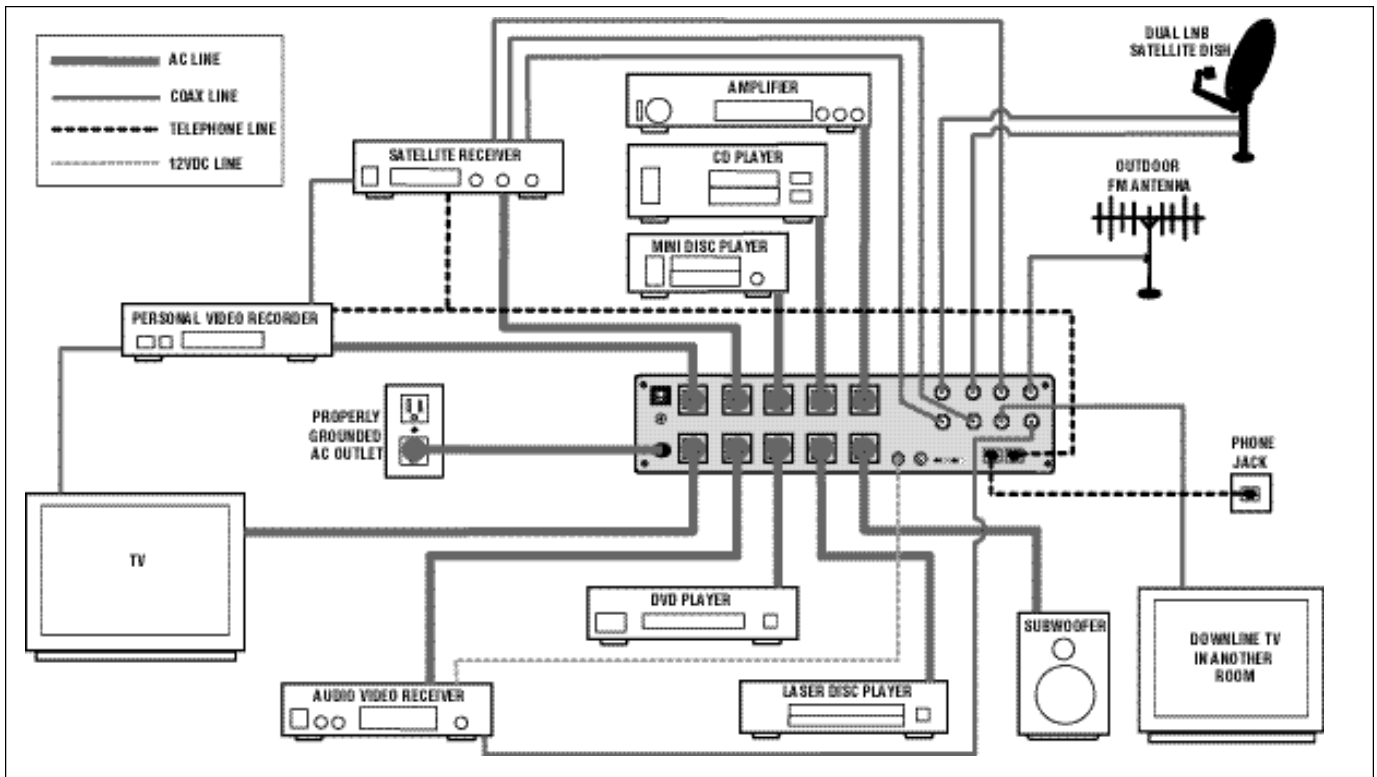 AC LINE
COAX LINE
TELEPHONE LINE
12VDC LINE
DUAL LNB
SATELLITE DISH
AMPLIFIER
SATELLITE RECEIVER
CD PLAYER
OUTDOOR
FM ANTENNA
MINI DISC PLAYER
PERSONAL VIDEO RECORDER
PROPERLY
GROUNDED
AC OUTLET
PHONE
JACK
TV
DVD PLAYER
SUBWOOFER
DOWNLINE TV
IN ANOTHER
ROOM
AUDIO VIDEO RECEIVER
LASER DISC PLAYER